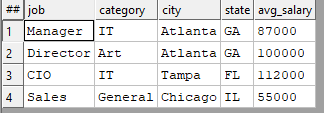 ## job category city state avg_salary
1 Manager IT Atlanta GA 87000
2 Director Art Atlanta GA 100000
3 CIO IT Tampa FL 112000
4 Sales General Chicago IL 55000